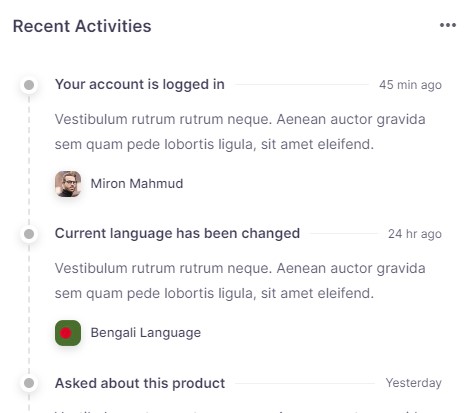 Recent Activities
Your account is logged in 45 min ago
Vestibulum rutrum rutrum neque. Aenean auctor gravida
sem quam pede lobortis ligula, sit amet eleifend.
Miron Mahmud
Current language has been changed 24 hr ago
Vestibulum rutrum rutrum neque. Aenean auctor gravida
sem quam pede lobortis ligula, sit amet eleifend.
Bengali Language
Asked about this product Yesterday